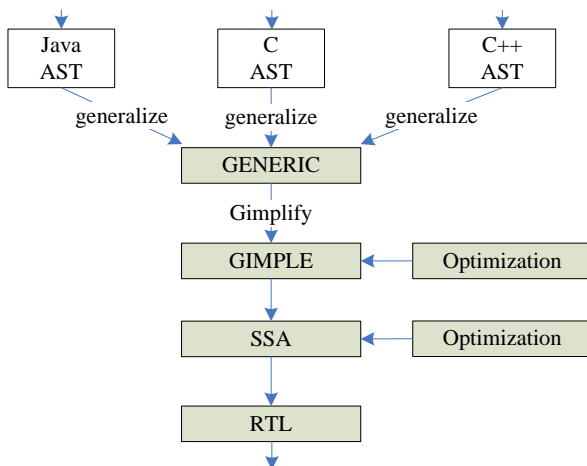 Java
AST
C
AST
C++
AST
generalize
generalize
generalize
GENERIC
Gimplify
GIMPLE
Optimization
SSA
Optimization
RTL